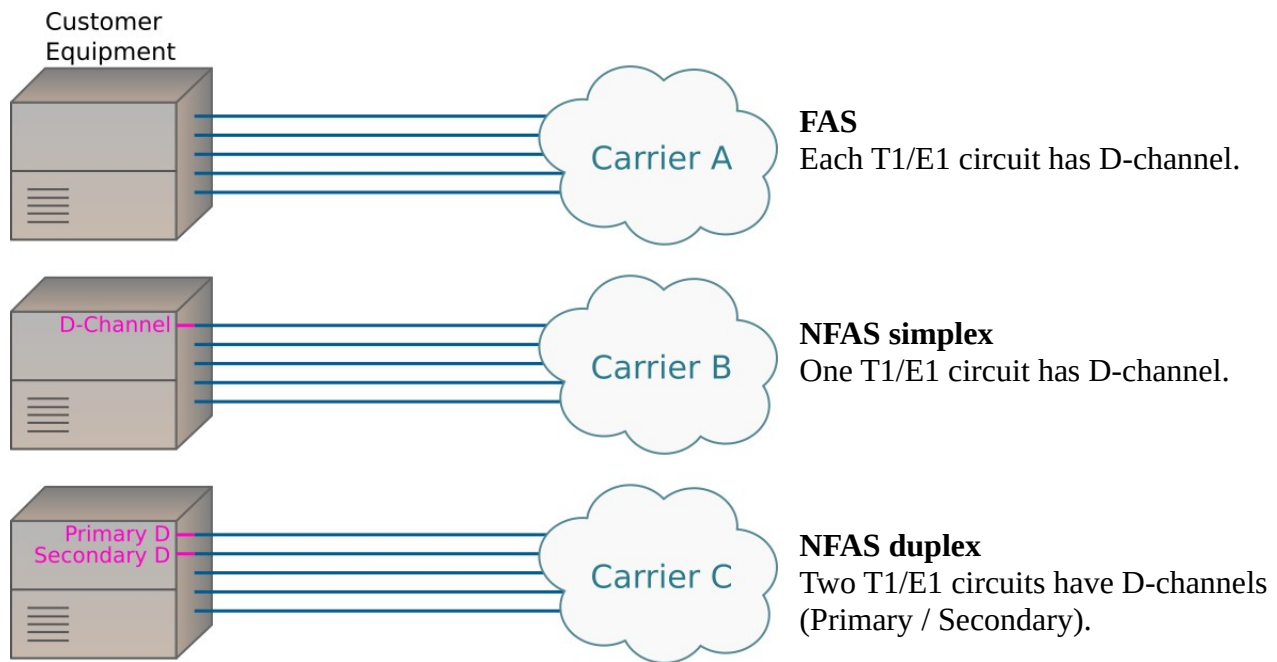 Customer
Equipment
Carrier A
FAS
Each T1/E1 circuit has D-channel.
D-Channel
Carrier B
NFAS simplex
One T1/E1 circuit has D-channel.
Primary D
Secondary D
Carrier C
NFAS duplex
Two T1/E1 circuits have D-channels
(Primary / Secondary).